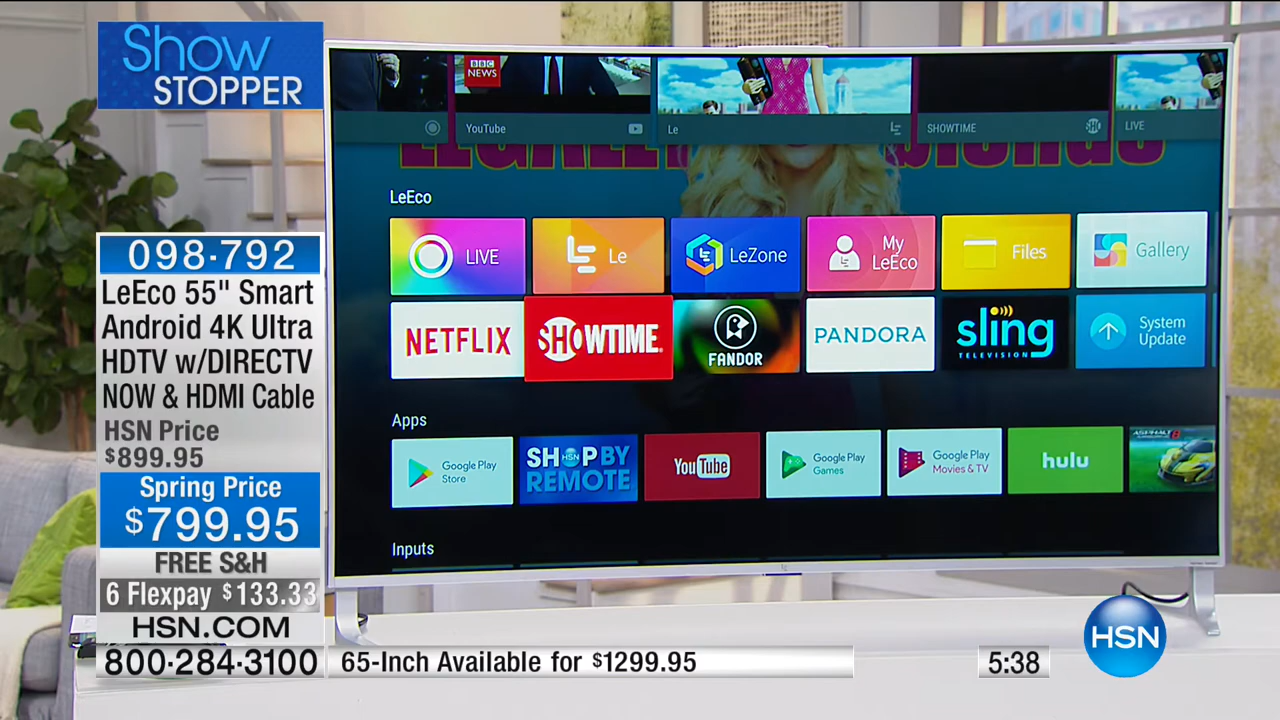 Show
STOPPER
098-792
LeEco 55" Smart
Android 4K Ultra
HDTV w/DIRECTV
NOW & HDMI Cable
HSN Price
$899.95
Spring Price
$799.95
FREE S&H
6 Flexpay $133.33
HSN.COM
800-284-3100
BBC
NEWS
YouTube
Le
SHOWTIME
SHO
LIVE
LeEco
LIVE
Le
LeZone
My
LeEco
Files
Gallery
NETFLIX
SHOWTIME
FANDOR
PANDORA
sling
TELEVISION
System
Update
Apps
Google Play
Store
HSN
SHOP BY
REMOTE
YouTube
Google Play
Games
Google Play
Movies & TV
hulu
ASPHALT 8
Inputs
65-Inch Available for $1299.95
5:38
HSN